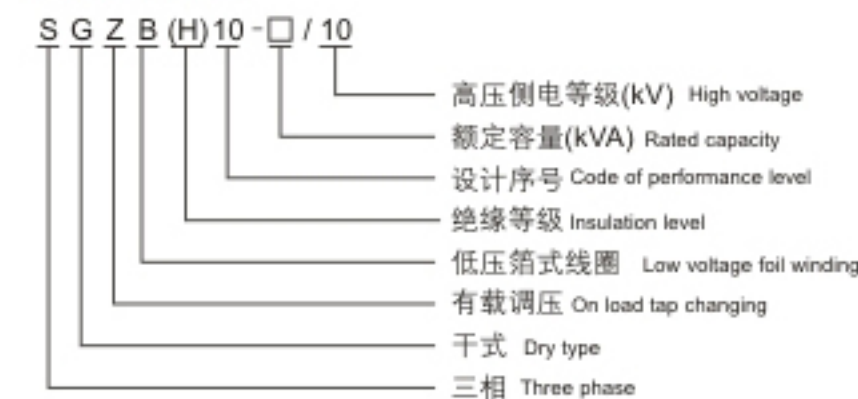 S G Z B (H) 10 - □ / 10
高压侧电等级(kV) High voltage
额定容量(kVA) Rated capacity
设计序号 Code of performance level
绝缘等级 Insulation level
低压箔式线圈 Low voltage foil winding
有载调压 On load tap changing
干式 Dry type
三相 Three phase